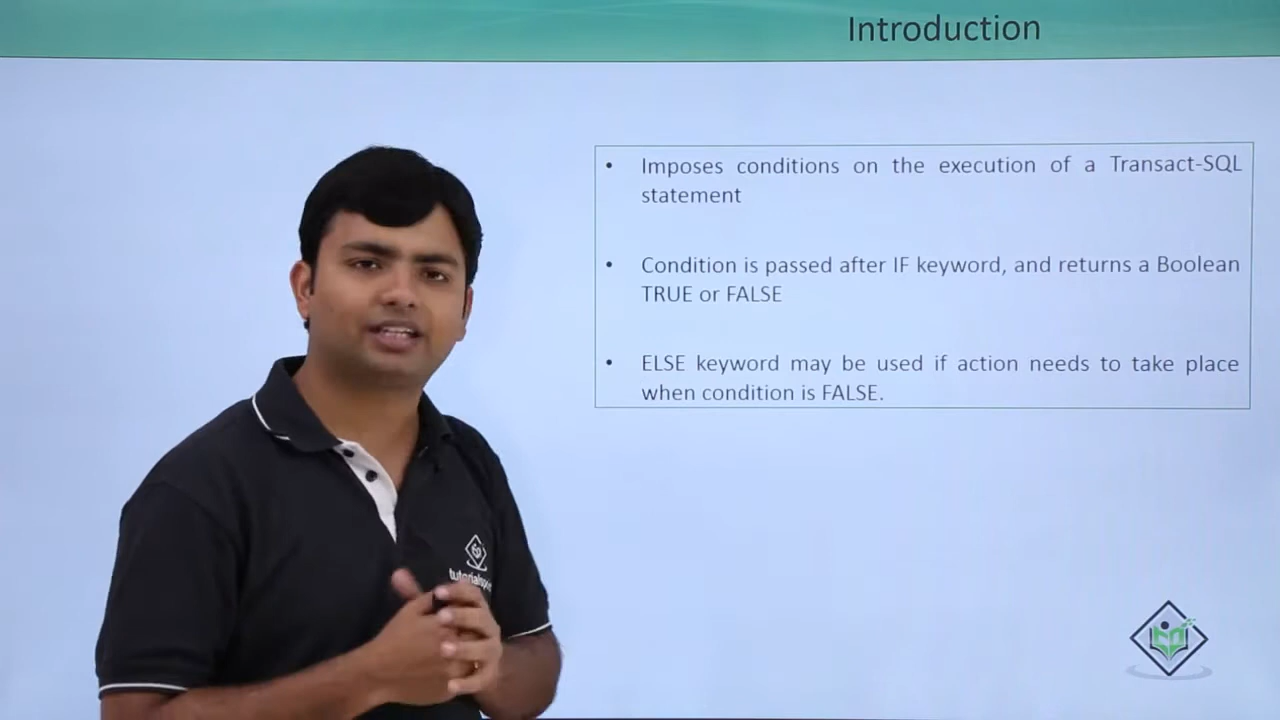 Introduction
• Imposes conditions on the execution of a Transact-SQL
statement
• Condition is passed after IF keyword, and returns a Boolean
TRUE or FALSE
• ELSE keyword may be used if action needs to take place
when condition is FALSE.